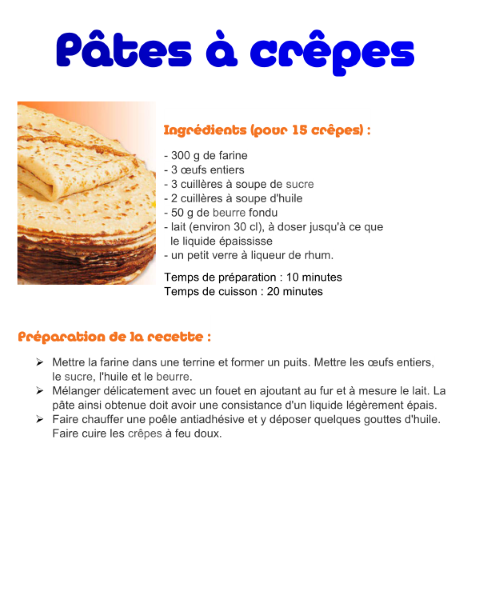 Pâtes à crêpes
Ingrédients (pour 15 crêpes) :
- 300 g de farine
- 3 œufs entiers
- 3 cuillères à soupe de sucre
- 2 cuillères à soupe d'huile
- 50 g de beurre fondu
- lait (environ 30 cl), à doser jusqu'à ce que
le liquide épaississe
- un petit verre à liqueur de rhum.
Temps de préparation : 10 minutes
Temps de cuisson : 20 minutes
Préparation de la recette :
➢ Mettre la farine dans une terrine et former un puits. Mettre les œufs entiers,
le sucre, l'huile et le beurre.
➢ Mélanger délicatement avec un fouet en ajoutant au fur et à mesure le lait. La
pâte ainsi obtenue doit avoir une consistance d'un liquide légèrement épais.
➢ Faire chauffer une poêle antiadhésive et y déposer quelques gouttes d'huile.
Faire cuire les crêpes à feu doux.